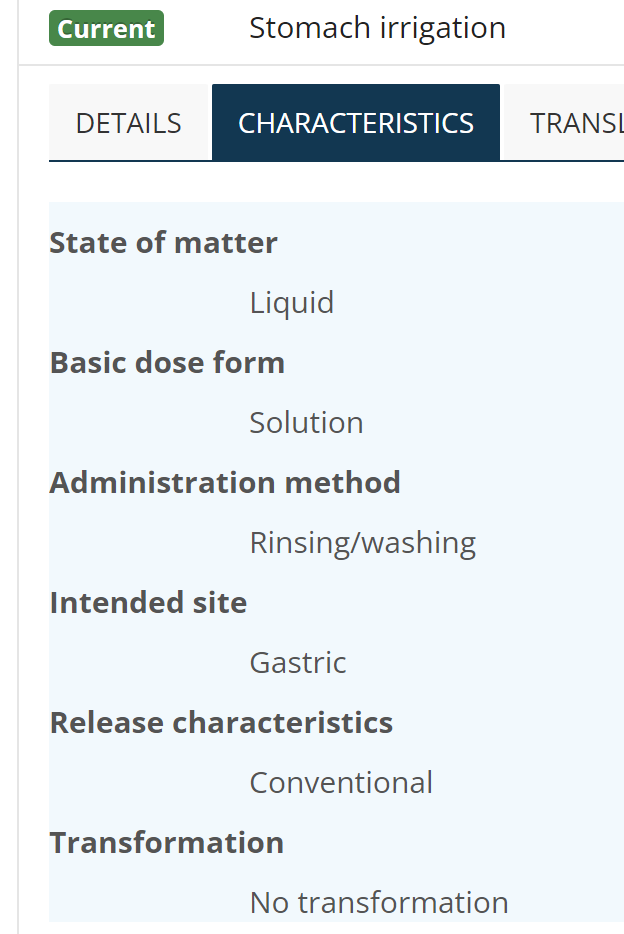 Current Stomach irrigation
DETAILS CHARACTERISTICS TRANSL
State of matter
Liquid
Basic dose form
Solution
Administration method
Rinsing/washing
Intended site
Gastric
Release characteristics
Conventional
Transformation
No transformation